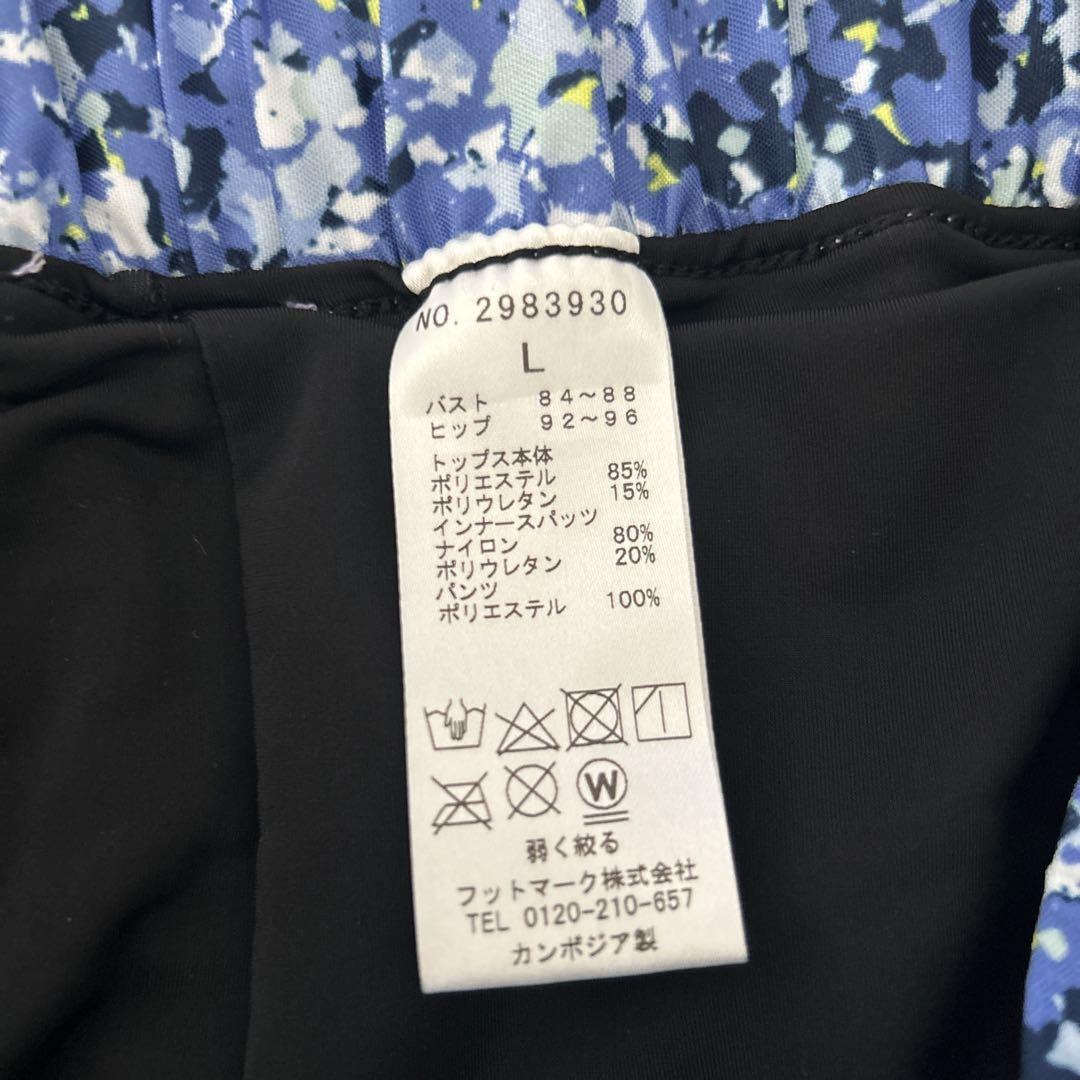 NO. 2983930
L
バスト 84～88
ヒップ 92～96
トップス本体
ポリエステル 85%
ポリウレタン 15%
インナースパッツ
ナイロン 80%
ポリウレタン 20%
パンツ
ポリエステル 100%
W
弱く絞る
フットマーク株式会社
TEL 0120-210-657
カンボジア製